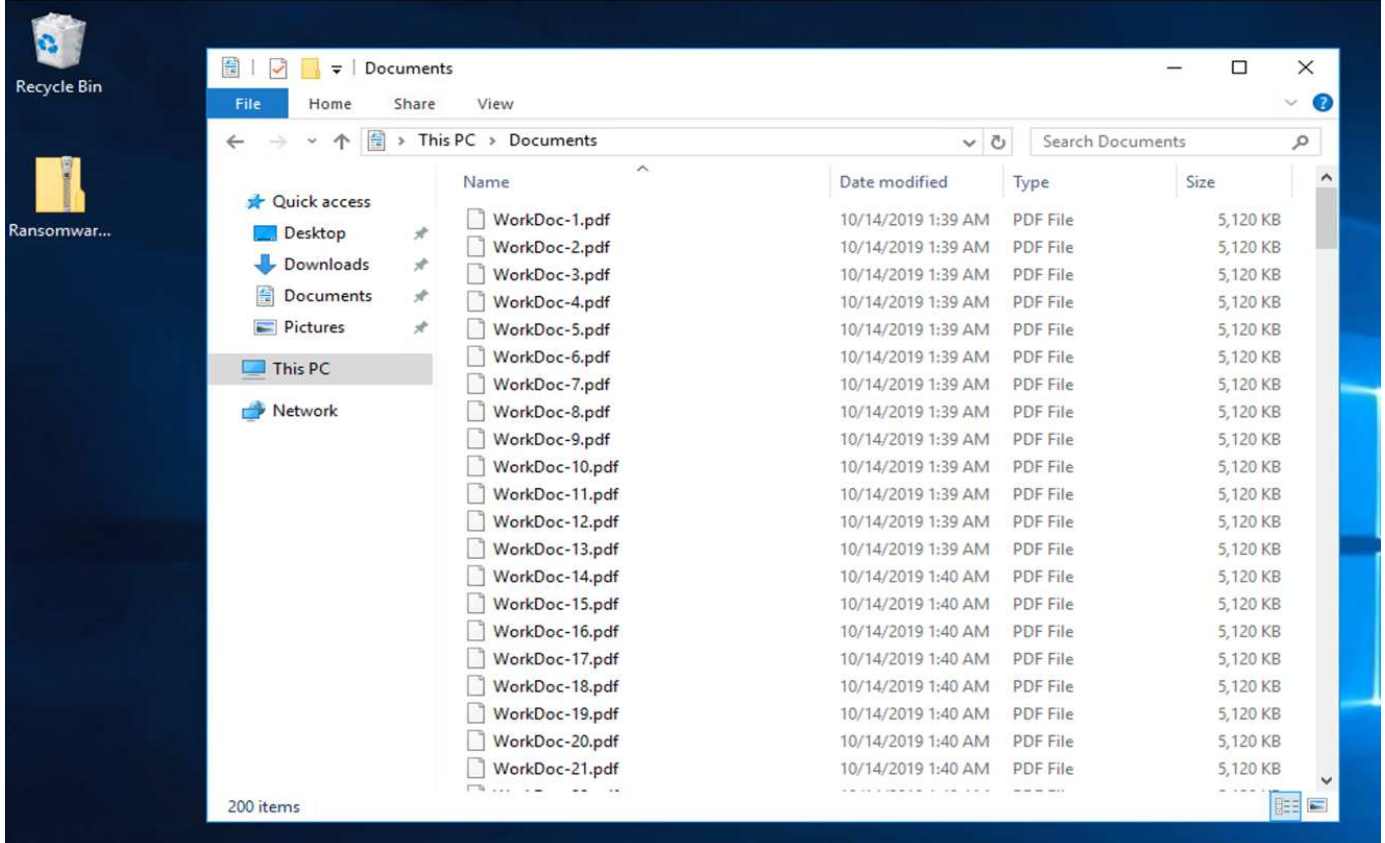 Recycle Bin
Ransomwar...
Documents
File Home Share View
This PC > Documents
Search Documents
Name Date modified Type Size
Quick access
Desktop
Downloads
Documents
Pictures
This PC
Network
WorkDoc-1.pdf 10/14/2019 1:39 AM PDF File 5,120 KB
WorkDoc-2.pdf 10/14/2019 1:39 AM PDF File 5,120 KB
WorkDoc-3.pdf 10/14/2019 1:39 AM PDF File 5,120 KB
WorkDoc-4.pdf 10/14/2019 1:39 AM PDF File 5,120 KB
WorkDoc-5.pdf 10/14/2019 1:39 AM PDF File 5,120 KB
WorkDoc-6.pdf 10/14/2019 1:39 AM PDF File 5,120 KB
WorkDoc-7.pdf 10/14/2019 1:39 AM PDF File 5,120 KB
WorkDoc-8.pdf 10/14/2019 1:39 AM PDF File 5,120 KB
WorkDoc-9.pdf 10/14/2019 1:39 AM PDF File 5,120 KB
WorkDoc-10.pdf 10/14/2019 1:39 AM PDF File 5,120 KB
WorkDoc-11.pdf 10/14/2019 1:39 AM PDF File 5,120 KB
WorkDoc-12.pdf 10/14/2019 1:39 AM PDF File 5,120 KB
WorkDoc-13.pdf 10/14/2019 1:39 AM PDF File 5,120 KB
WorkDoc-14.pdf 10/14/2019 1:40 AM PDF File 5,120 KB
WorkDoc-15.pdf 10/14/2019 1:40 AM PDF File 5,120 KB
WorkDoc-16.pdf 10/14/2019 1:40 AM PDF File 5,120 KB
WorkDoc-17.pdf 10/14/2019 1:40 AM PDF File 5,120 KB
WorkDoc-18.pdf 10/14/2019 1:40 AM PDF File 5,120 KB
WorkDoc-19.pdf 10/14/2019 1:40 AM PDF File 5,120 KB
WorkDoc-20.pdf 10/14/2019 1:40 AM PDF File 5,120 KB
WorkDoc-21.pdf 10/14/2019 1:40 AM PDF File 5,120 KB
200 items